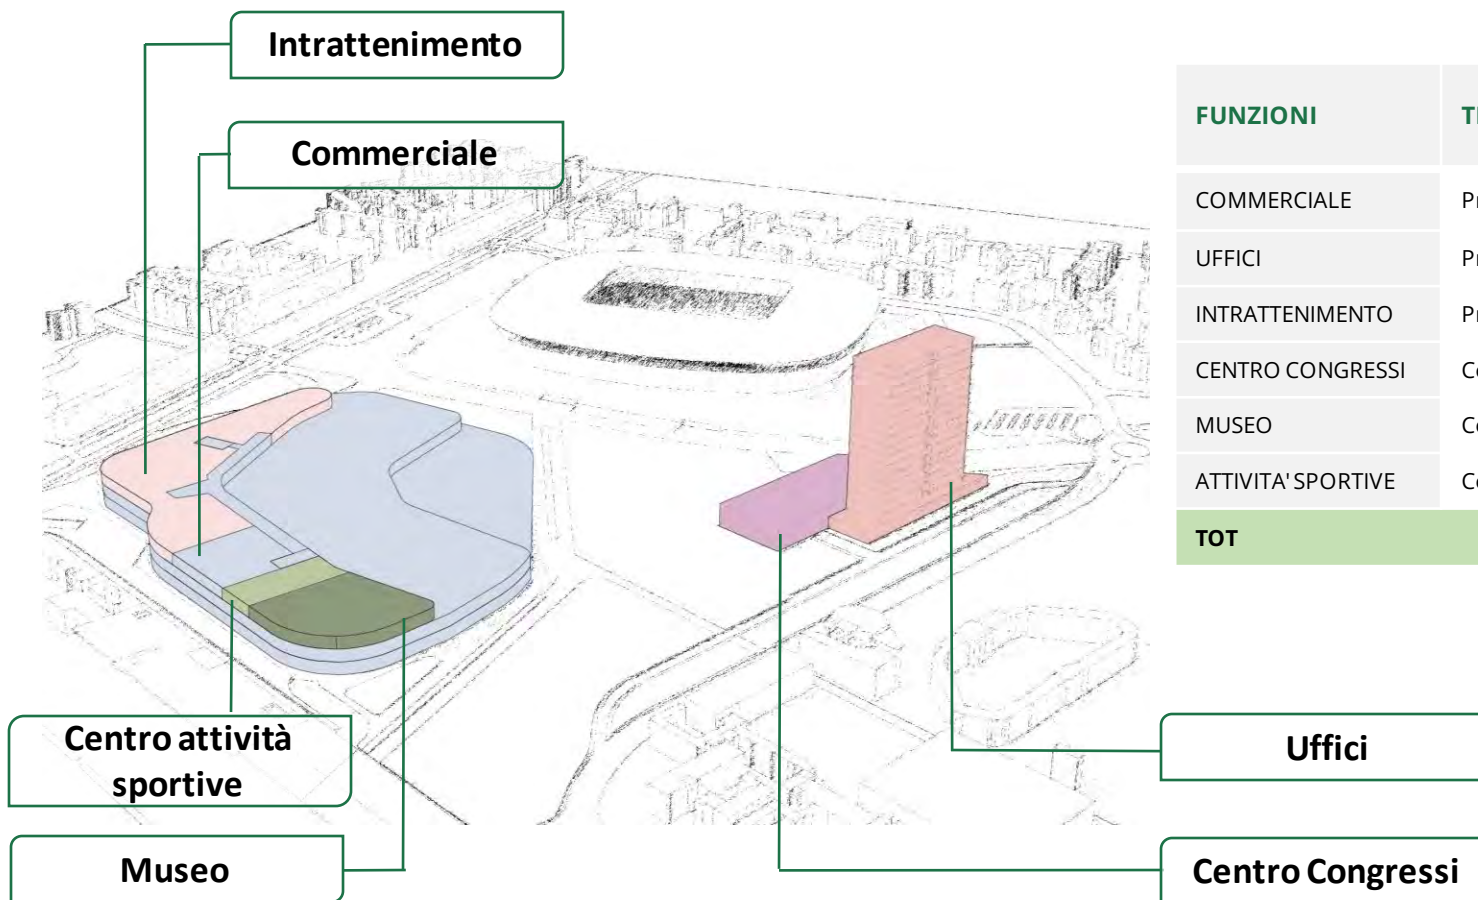 Intrattenimento
Commerciale
Centro attività
sportive
Museo
Uffici
Centro Congressi
FUNZIONI
COMMERCIALE
UFFICI
INTRATTENIMENTO
CENTRO CONGRESSI
MUSEO
ATTIVITA' SPORTIVE
TOT